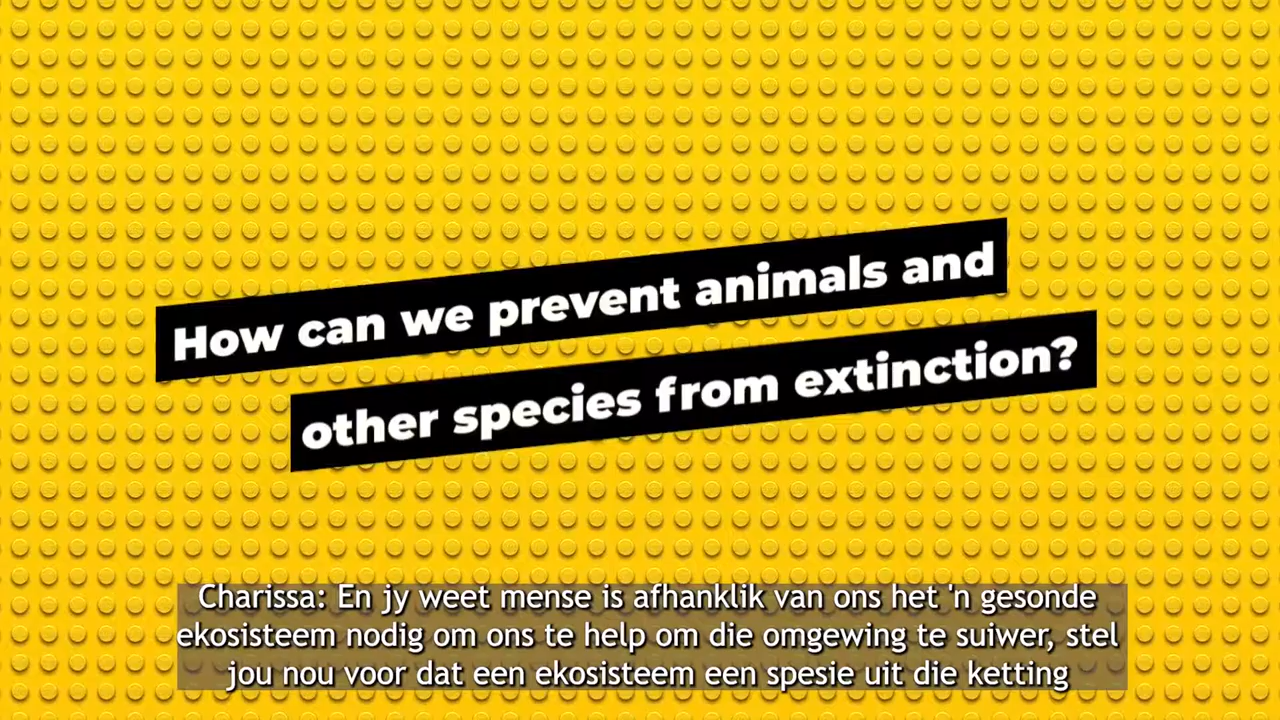 How can we prevent animals and
other species from extinction?
Charissa: En jy weet mense is afhanklik van ons het 'n gesonde
ekosisteem nodig om ons te help om die omgewing te suiwer, stel
jou nou voor dat een ekosisteem een spesie uit die ketting